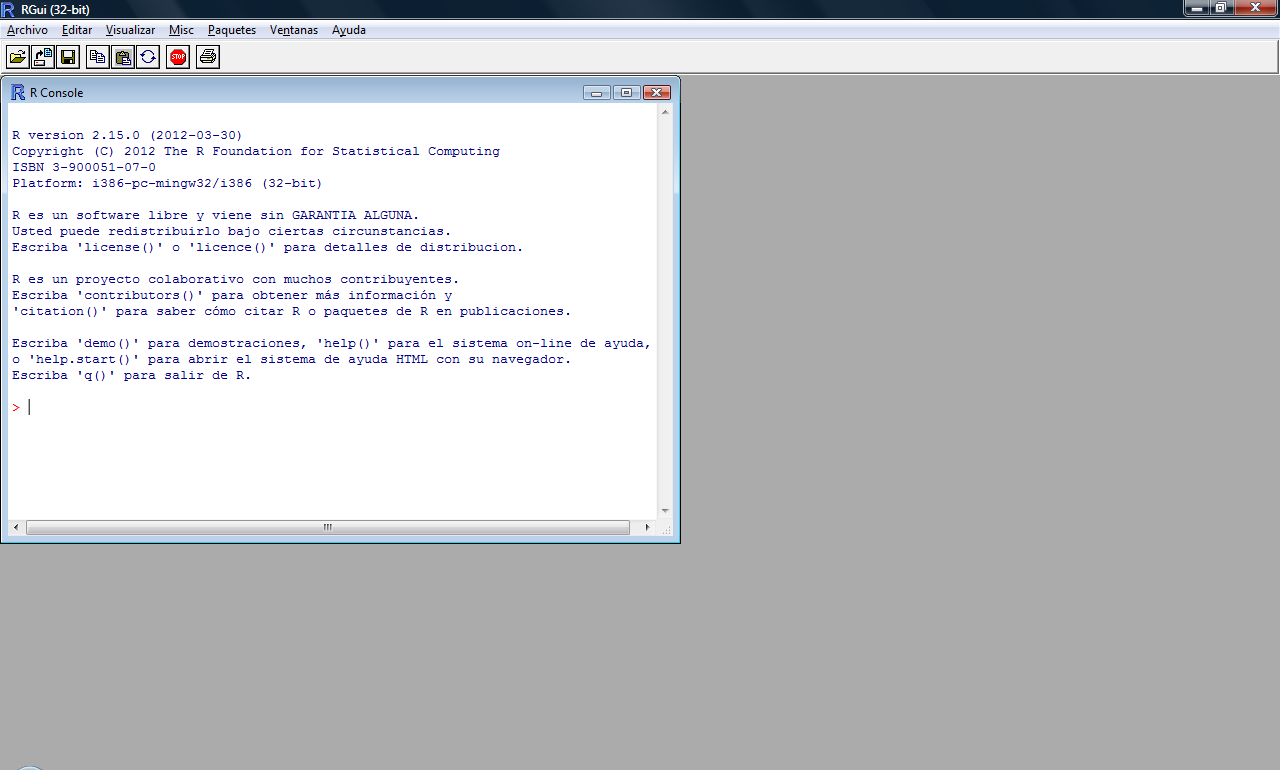 RGui (32-bit)
Archivo Editar Visualizar Misc Paquetes Ventanas Ayuda
STOP
R Console
R version 2.15.0 (2012-03-30)
Copyright (C) 2012 The R Foundation for Statistical Computing
ISBN 3-900051-07-0
Platform: i386-pc-mingw32/i386 (32-bit)
R es un software libre y viene sin GARANTIA ALGUNA.
Usted puede redistribuirlo bajo ciertas circunstancias.
Escriba 'license()' o 'licence()' para detalles de distribucion.
R es un proyecto colaborativo con muchos contribuyentes.
Escriba 'contributors()' para obtener más información y
'citation()' para saber cómo citar R o paquetes de R en publicaciones.
Escriba 'demo()' para demostraciones, 'help()' para el sistema on-line de ayuda,
o 'help.start()' para abrir el sistema de ayuda HTML con su navegador.
Escriba 'q()' para salir de R.
>